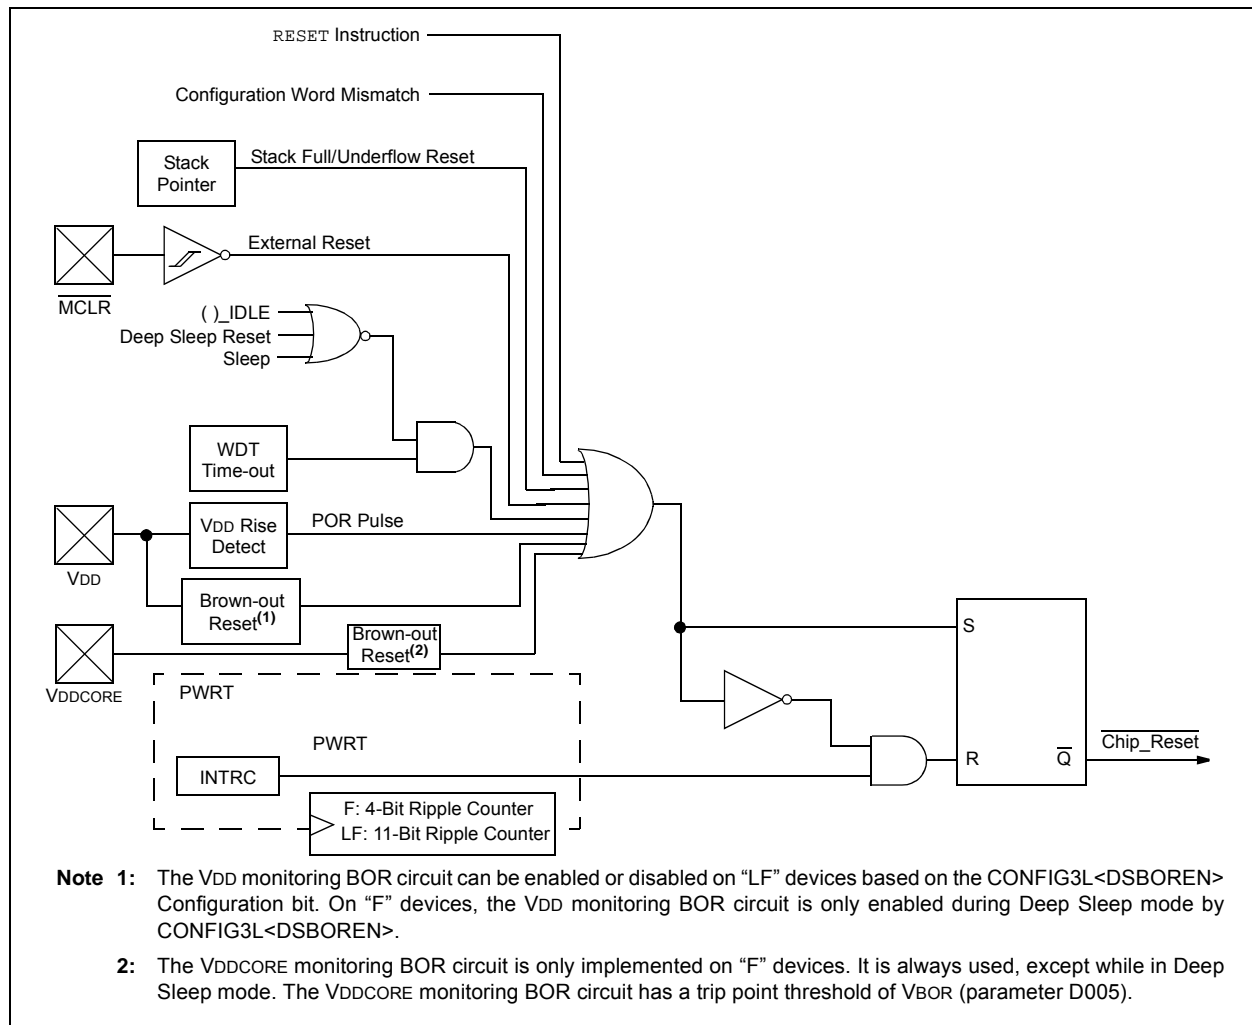 RESET Instruction
Configuration Word Mismatch
Stack
Pointer
Stack Full/Underflow Reset
External Reset
MCLR
( )_IDLE
Deep Sleep Reset
Sleep
WDT
Time-out
VDD Rise
Detect
POR Pulse
VDD
Brown-out
Reset(1)
Brown-out
Reset(2)
VDDCORE
PWRT
PWRT
INTRC
F: 4-Bit Ripple Counter
LF: 11-Bit Ripple Counter
S
R
Q
Chip_Reset
Note 1: The VDD monitoring BOR circuit can be enabled or disabled on “LF” devices based on the CONFIG3L<DSBOREN>
Configuration bit. On “F” devices, the VDD monitoring BOR circuit is only enabled during Deep Sleep mode by
CONFIG3L<DSBOREN>.
2: The VDDCORE monitoring BOR circuit is only implemented on “F” devices. It is always used, except while in Deep
Sleep mode. The VDDCORE monitoring BOR circuit has a trip point threshold of VBOR (parameter D005).